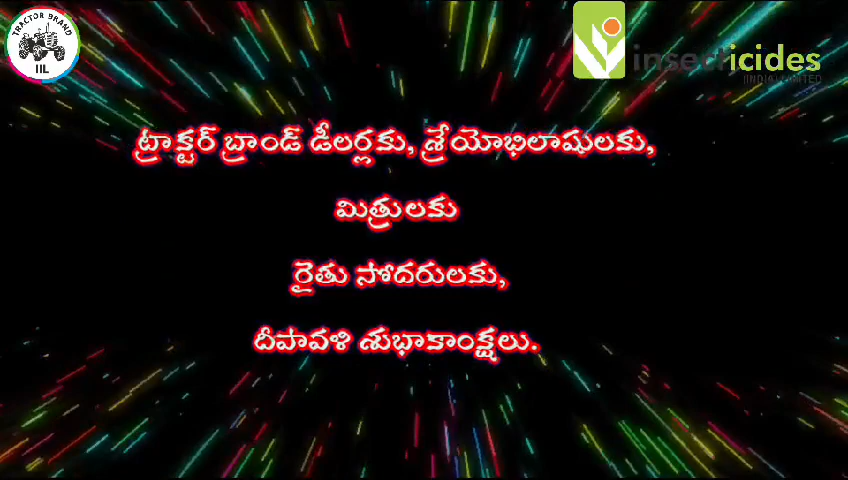 TRACTOR BRAND
IIL
insecticides
(INDIA) LIMITED
ట్రాక్టర్ బ్రాండ్ డీలర్లకు, శ్రేయోభిలాషులకు,
మిత్రులకు
రైతు సోదరులకు,
దీపావళి శుభాకాంక్షలు.